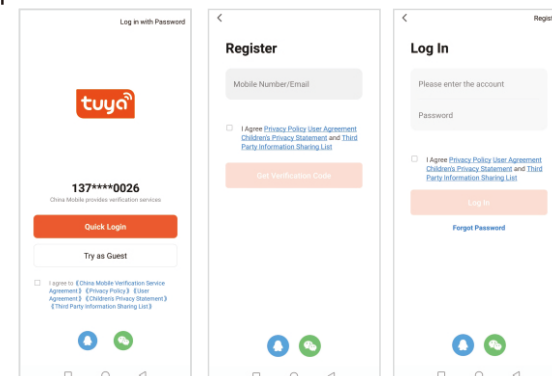 Log in with Password
tuya
137****0026
China Mobile provides verification services
Quick Login
Try as Guest
I agree to《China Mobile Verification Service
Agreement》《Privacy Policy》《User
Agreement》《Children's Privacy Statement》
《Third Party Information Sharing List》
Register
Mobile Number/Email
I Agree Privacy Policy User Agreement
Children's Privacy Statement and Third
Party Information Sharing List
Get Verification Code
Regist
Log In
Please enter the account
Password
I Agree Privacy Policy User Agreement
Children's Privacy Statement and Third
Party Information Sharing List
Log In
Forgot Password